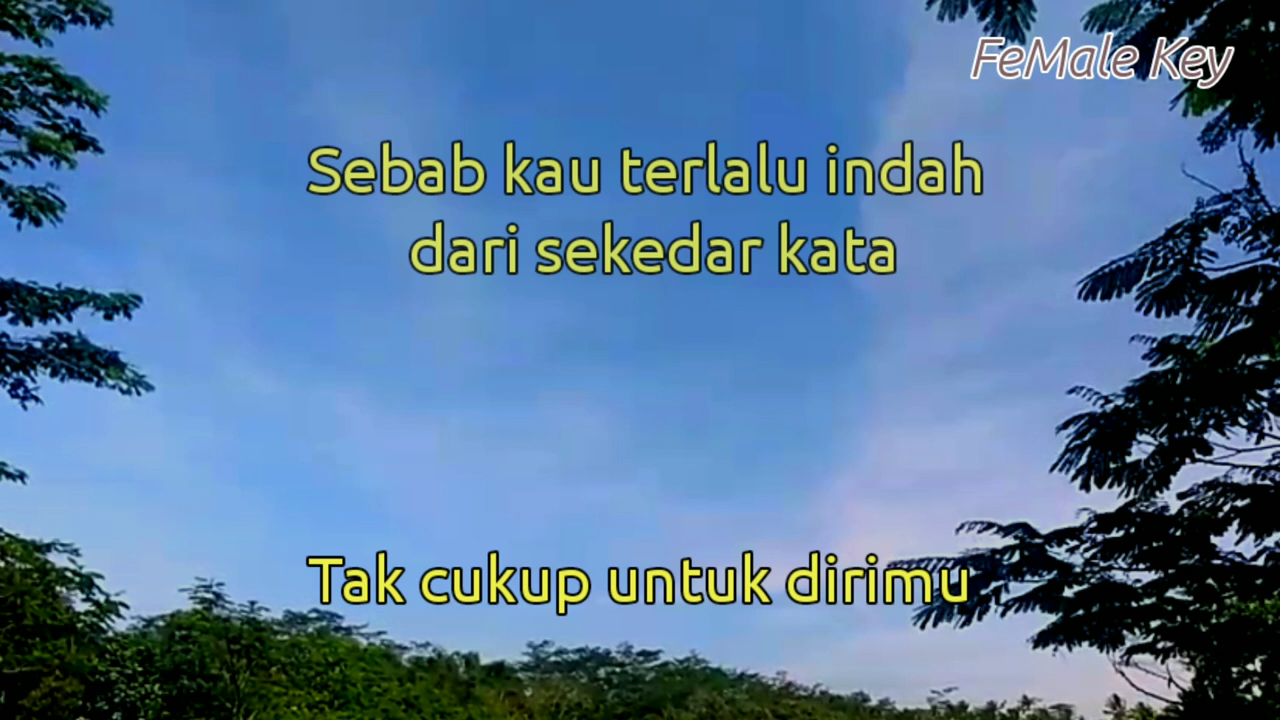 FeMale Key
Sebab kau terlalu indah
dari sekedar kata
Tak cukup untuk dirimu